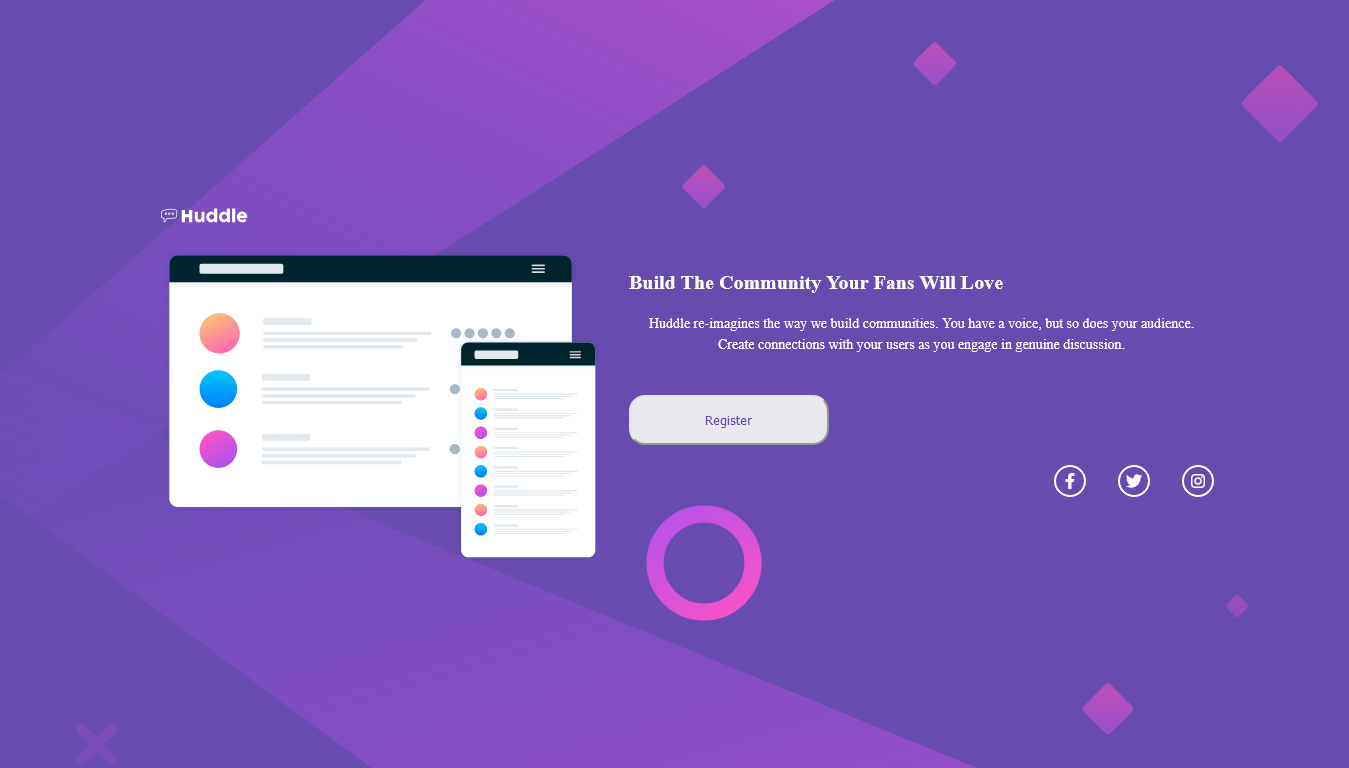 Huddle
Build The Community Your Fans Will Love
Huddle re-imagines the way we build communities. You have a voice, but so does your audience.
Create connections with your users as you engage in genuine discussion.
Register